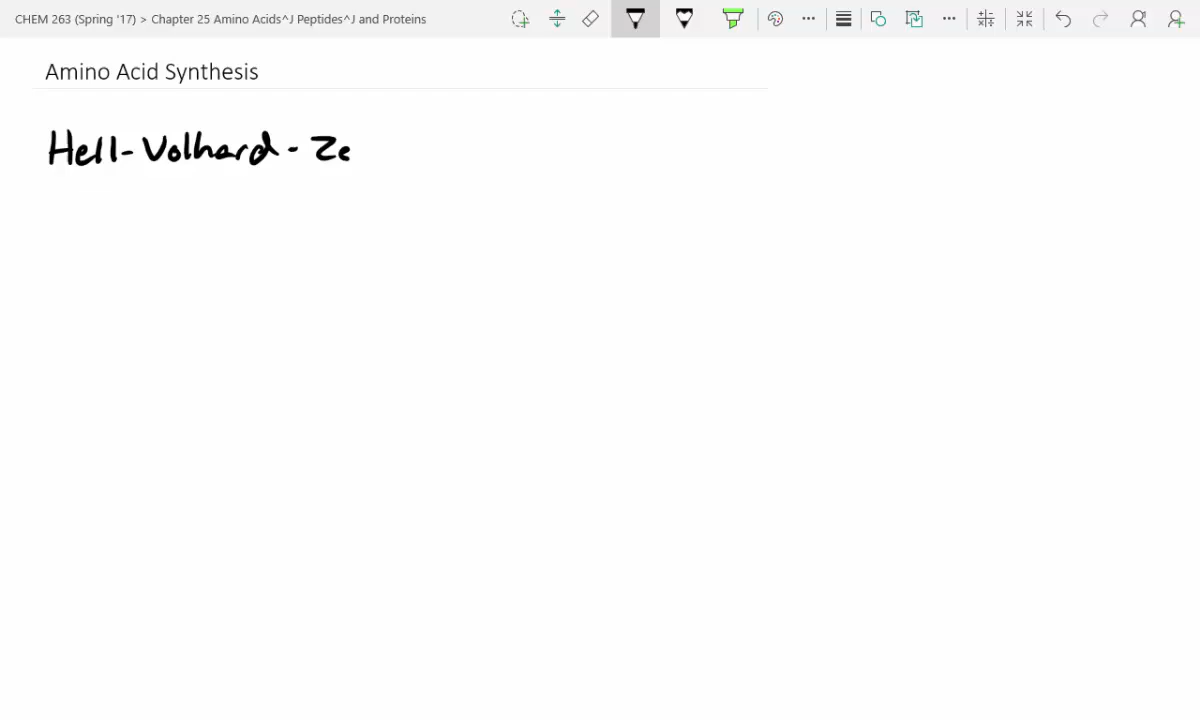 CHEM 263 (Spring '17) > Chapter 25 Amino Acids^J Peptides^J and Proteins
Amino Acid Synthesis
Hell-Volhard-Ze